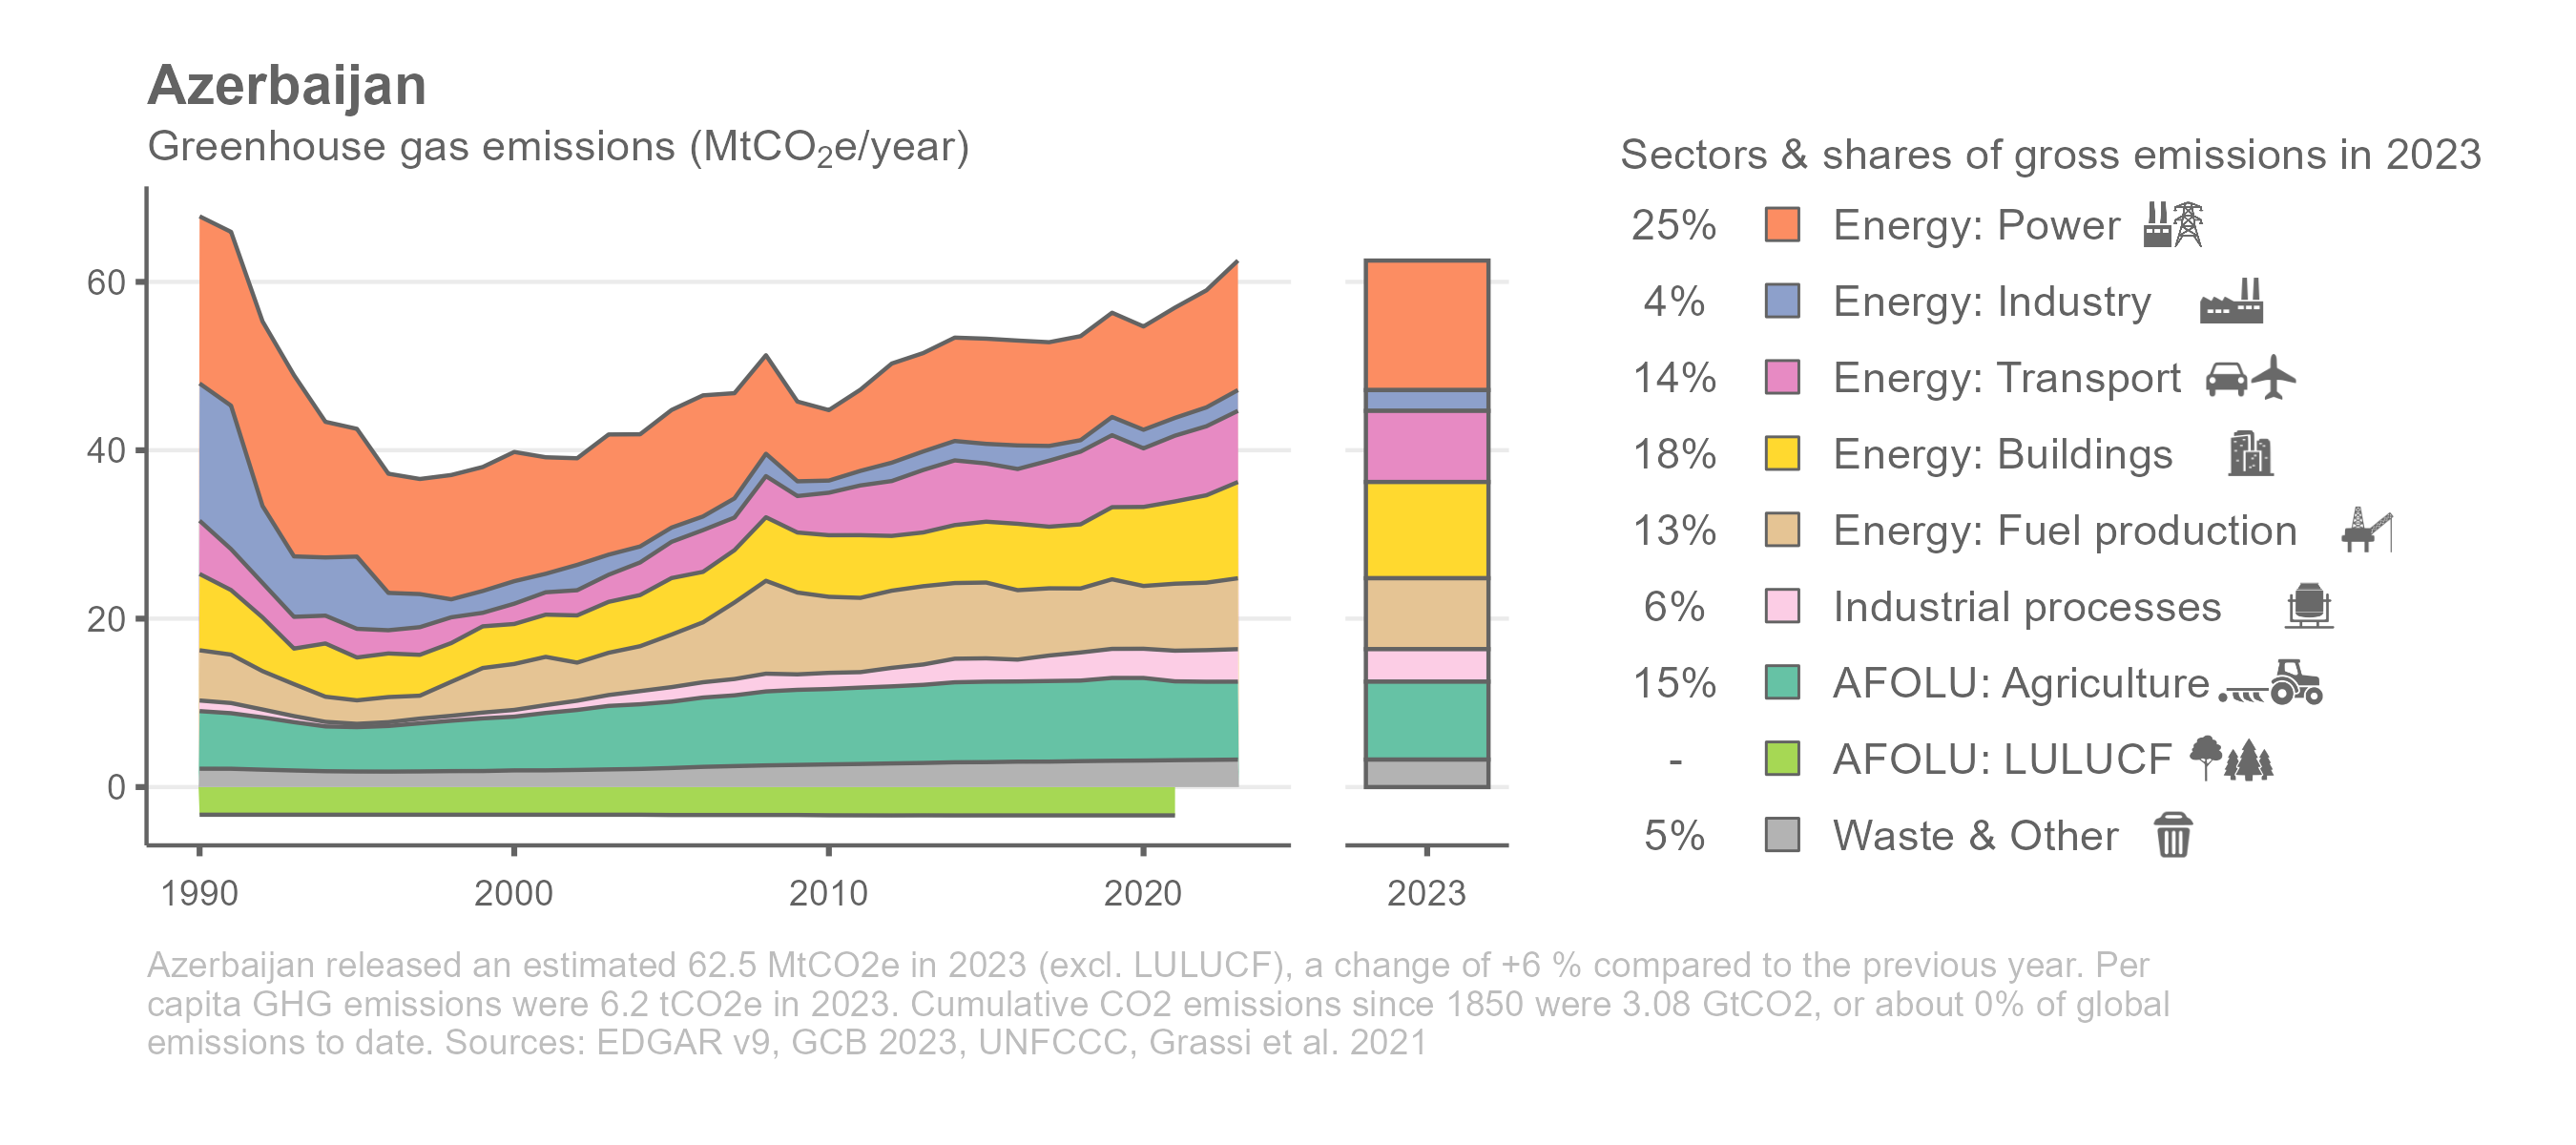 Azerbaijan
Greenhouse gas emissions (MtCO₂e/year)
Sectors & shares of gross emissions in 2023
25% Energy: Power
4% Energy: Industry
14% Energy: Transport
18% Energy: Buildings
13% Energy: Fuel production
6% Industrial processes
15% AFOLU: Agriculture
- AFOLU: LULUCF
5% Waste & Other
60
40
20
0
1990 2000 2010 2020 2023
Azerbaijan released an estimated 62.5 MtCO2e in 2023 (excl. LULUCF), a change of +6 % compared to the previous year. Per
capita GHG emissions were 6.2 tCO2e in 2023. Cumulative CO2 emissions since 1850 were 3.08 GtCO2, or about 0% of global
emissions to date. Sources: EDGAR v9, GCB 2023, UNFCCC, Grassi et al. 2021